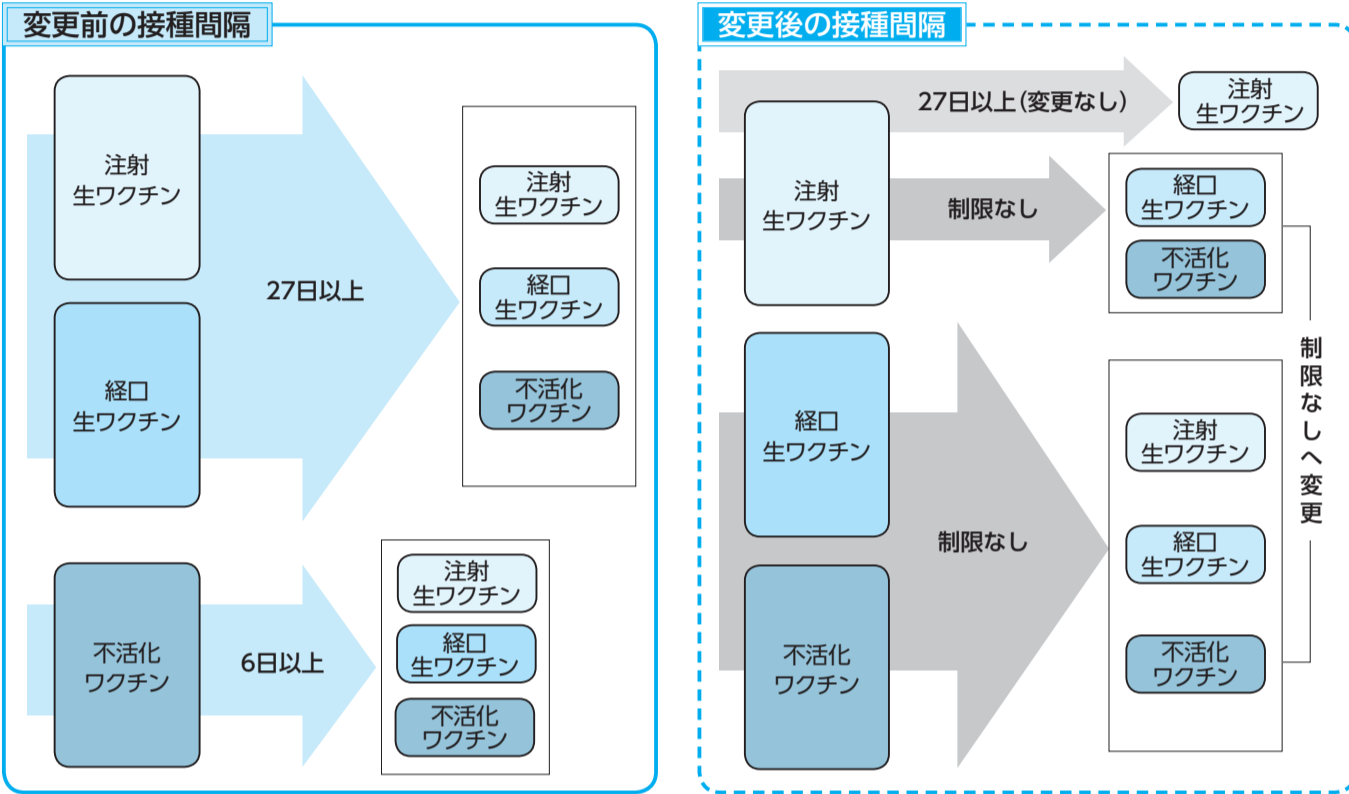 変更前の接種間隔
注射
生ワクチン
経口
生ワクチン
27日以上
注射
生ワクチン
経口
生ワクチン
不活化
ワクチン
不活化
ワクチン
6日以上
注射
生ワクチン
経口
生ワクチン
不活化
ワクチン
変更後の接種間隔
注射
生ワクチン
27日以上(変更なし)
注射
生ワクチン
制限なし
経口
生ワクチン
不活化
ワクチン
経口
生ワクチン
不活化
ワクチン
制限なし
注射
生ワクチン
経口
生ワクチン
不活化
ワクチン
制限なしへ変更